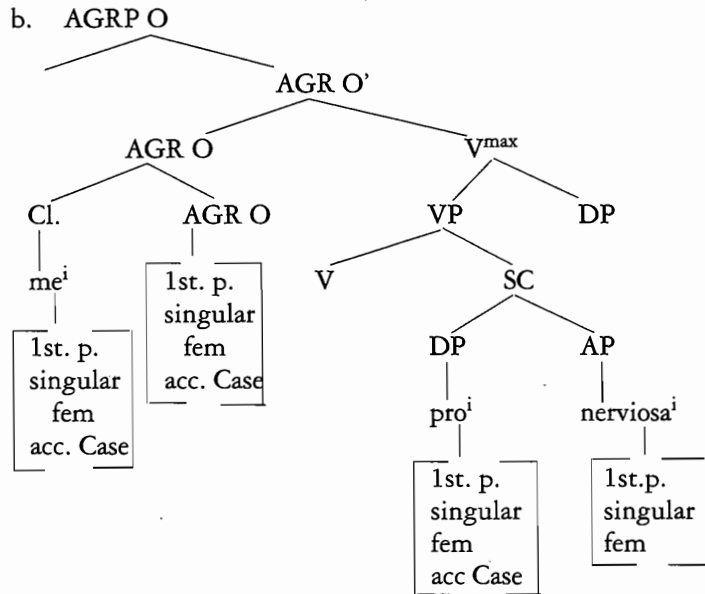 b. AGRP O
AGR O'
AGR O Vmax
Cl. AGR O VP DP
meⁱ 1st. p. V SC
singular
fem
acc. Case
1st. p.
singular
fem
acc. Case
DP AP
proⁱ nerviosaⁱ
1st. p.
singular
fem
acc Case
1st.p.
singular
fem